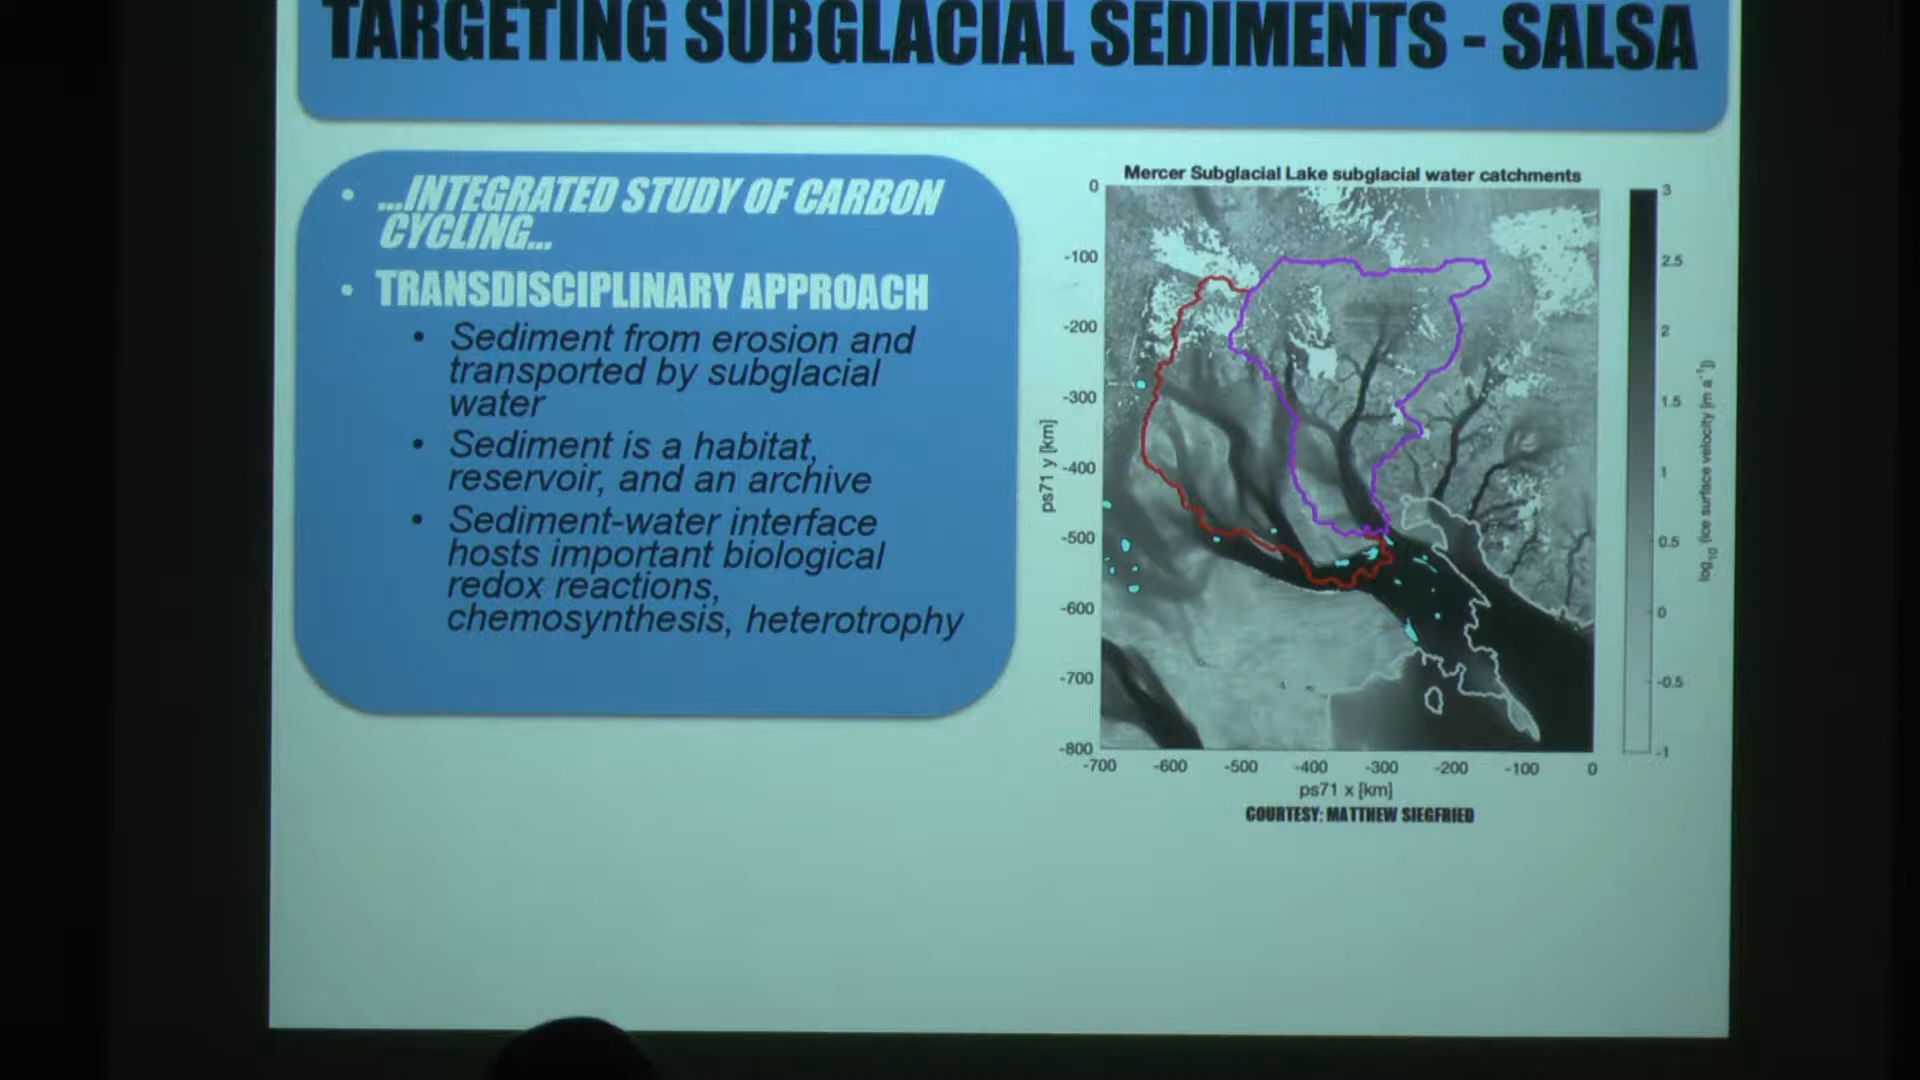 TARGETING SUBGLACIAL SEDIMENTS - SALSA
• ...INTEGRATED STUDY OF CARBON
CYCLING...
• TRANSDISCIPLINARY APPROACH
• Sediment from erosion and
transported by subglacial
water
• Sediment is a habitat,
reservoir, and an archive
• Sediment-water interface
hosts important biological
redox reactions,
chemosynthesis, heterotrophy
Mercer Subglacial Lake subglacial water catchments
0
-100
-200
-300
-400
-500
-600
-700
-800
ps71 y [km]
-700 -600 -500 -400 -300 -200 -100 0
ps71 x [km]
3
2.5
2
1.5
1
0.5
0
-0.5
-1
log10 (ice surface velocity [m a-1])
COURTESY: MATTHEW SIEGFRIED